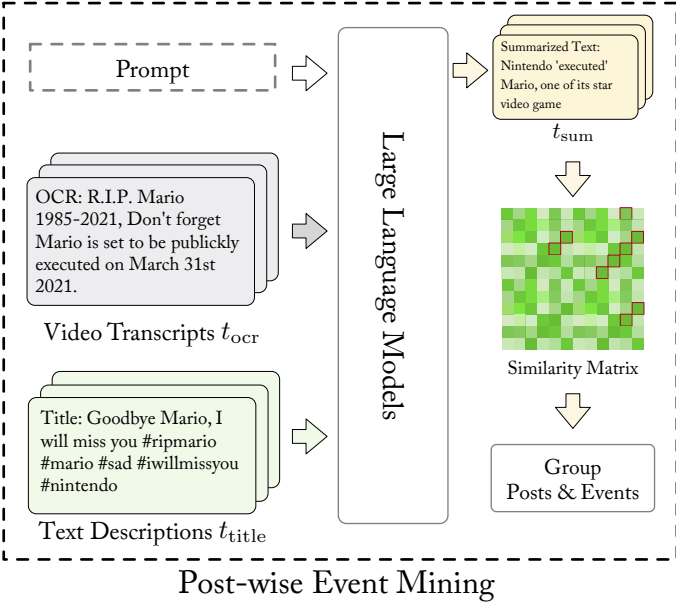 Prompt
OCR: R.I.P. Mario
1985-2021, Don't forget
Mario is set to be publickly
executed on March 31st
2021.
Video Transcripts t_ocr
Title: Goodbye Mario, I
will miss you #ripmario
#mario #sad #iwillmissyou
#nintendo
Text Descriptions t_title
Large Language Models
Summarized Text:
Nintendo 'executed'
Mario, one of its star
video game
t_sum
Similarity Matrix
Group
Posts & Events
Post-wise Event Mining